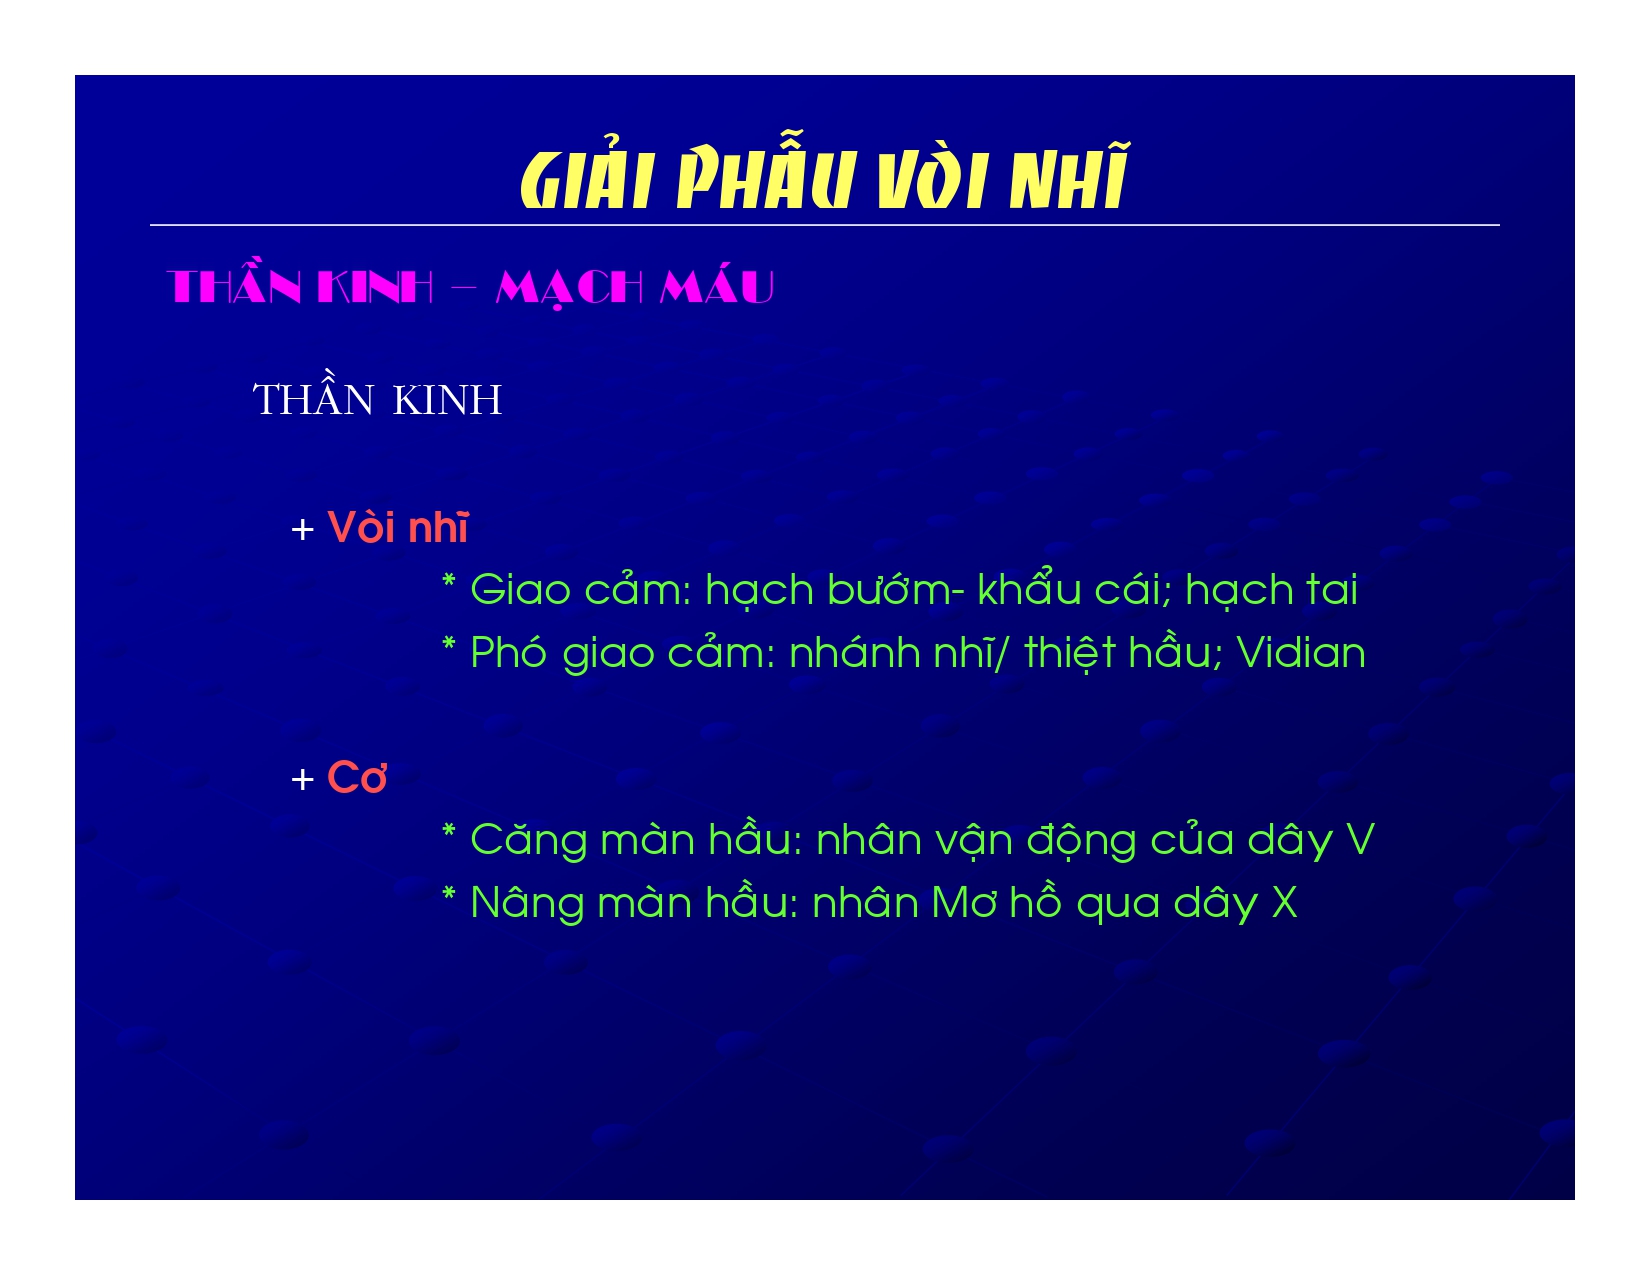 GIẢI PHẪU VÒI NHĨ
THẦN KINH – MẠCH MÁU
THẦN KINH
+ Vòi nhĩ
* Giao cảm: hạch bướm- khẩu cái; hạch tai
* Phó giao cảm: nhánh nhĩ/ thiệt hầu; Vidian
+ Cơ
* Căng màn hầu: nhân vận động của dây V
* Nâng màn hầu: nhân Mơ hồ qua dây X